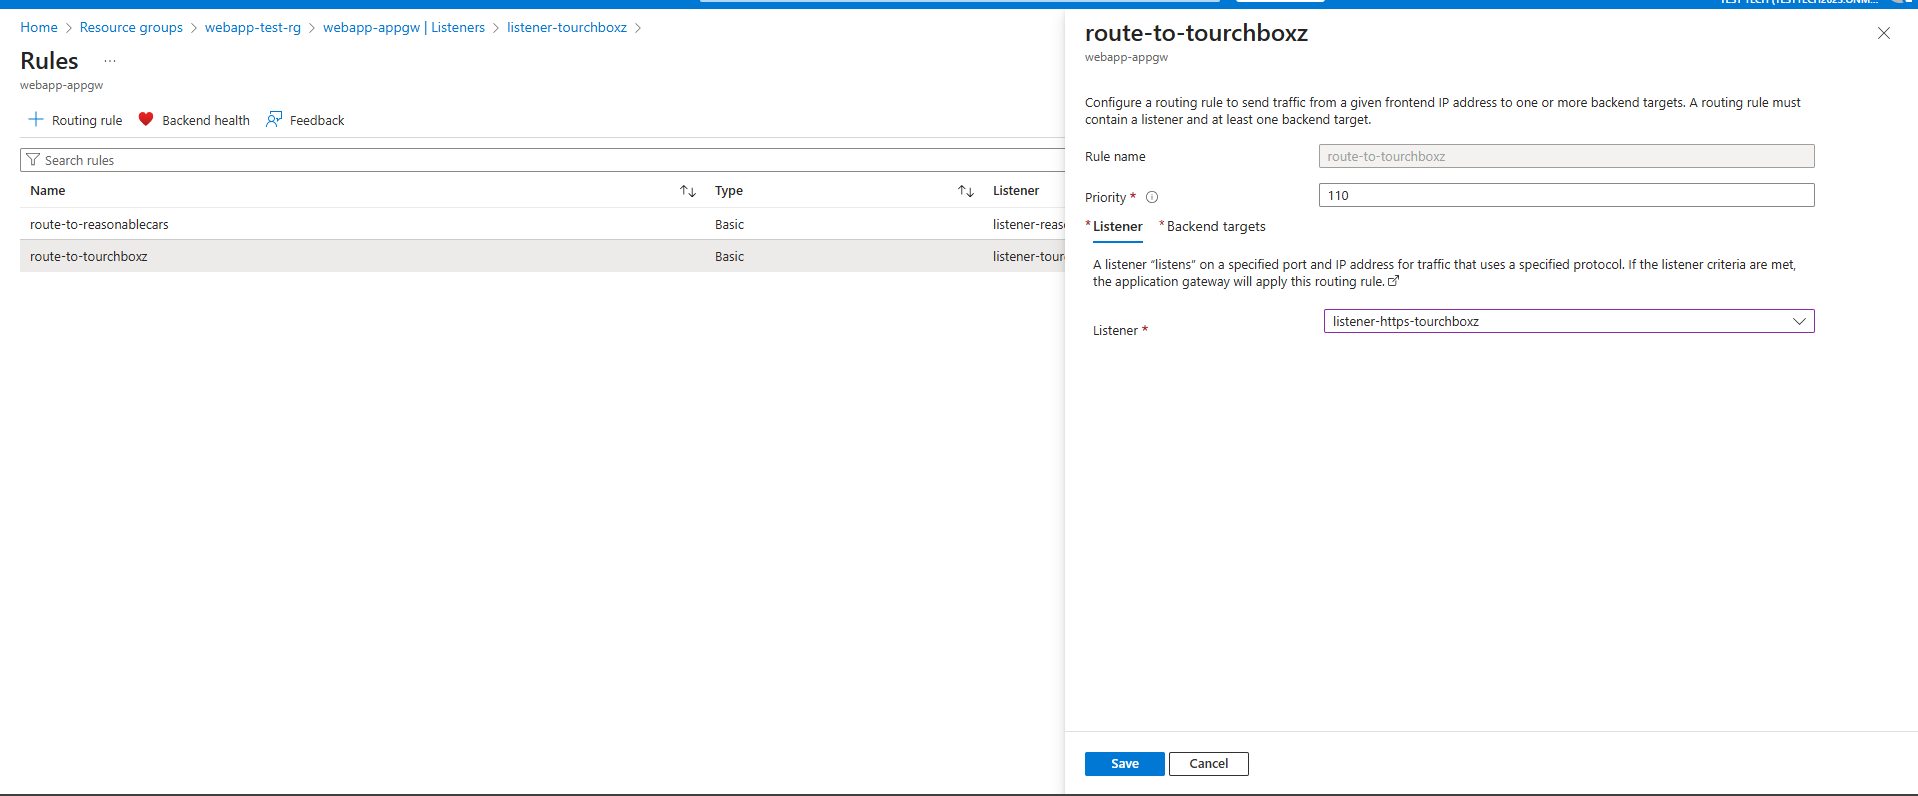 Home > Resource groups > webapp-test-rg > webapp-appgw | Listeners > listener-tourchboxz >
Rules ...
webapp-appgw
Routing rule Backend health Feedback
Search rules
Name Type Listener
route-to-reasonablecars Basic listener-reas
route-to-tourchboxz Basic listener-tour
route-to-tourchboxz
webapp-appgw
Configure a routing rule to send traffic from a given frontend IP address to one or more backend targets. A routing rule must
contain a listener and at least one backend target.
Rule name route-to-tourchboxz
Priority * 110
* Listener * Backend targets
A listener “listens” on a specified port and IP address for traffic that uses a specified protocol. If the listener criteria are met,
the application gateway will apply this routing rule.
Listener * listener-https-tourchboxz
Save Cancel